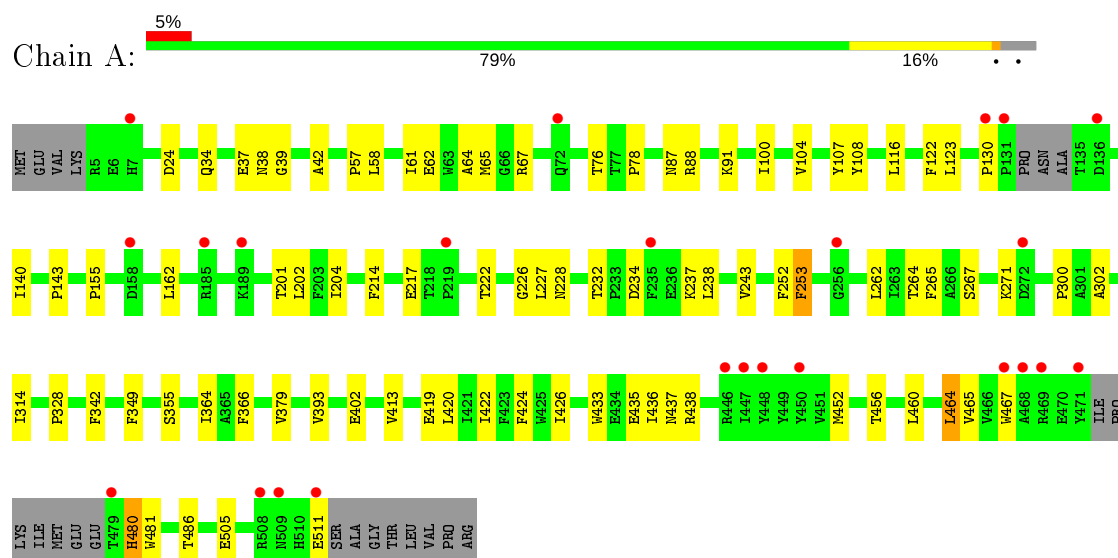 5%
Chain A:
79% 16% • •
MET GLU VAL LYS R5 E6 H7 D24 Q34 E37 N38 G39 A42 P57 L58 I61 E62 W63 A64 M65 G66 R67 Q72 T76 T77 P78 N87 R88 K91 I100 V104 Y107 Y108 L116 F122 L123 P130 P131 PRO ASN ALA T135 D136
I140 P143 P155 D158 L162 R185 K189 T201 L202 F203 I204 F214 E217 T218 P219 T222 G226 L227 N228 T232 P233 D234 F235 E236 K237 L238 V243 F252 F253 G256 L262 I263 T264 F265 A266 S267 K271 D272 P300 A301 A302
I314 P328 F342 F349 S355 I364 A365 F366 V379 V393 E402 V413 E419 L420 I421 I422 F423 F424 W425 I426 W433 E434 E435 I436 N437 R438 R446 I447 Y448 Y449 Y450 V451 M452 T456 L460 L464 V465 V466 W467 A468 R469 E470 Y471 ILE PRO
LYS ILE MET GLU GLU T479 H480 W481 T486 E505 R508 N509 H510 E511 SER ALA GLY THR LEU VAL PRO ARG